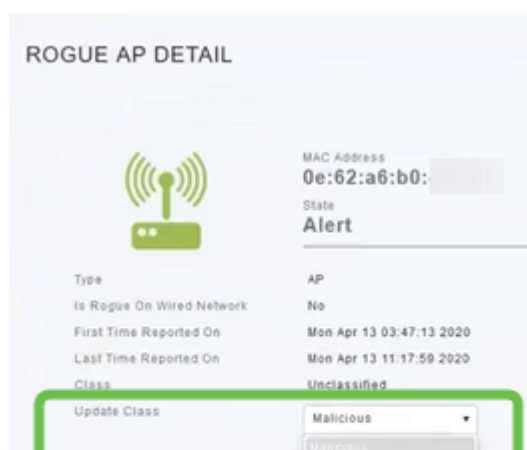 ROGUE AP DETAIL
MAC Address
0e:62:a6:b0:
State
Alert
Type AP
Is Rogue On Wired Network No
First Time Reported On Mon Apr 13 03:47:13 2020
Last Time Reported On Mon Apr 13 11:17:59 2020
Class Unclassified
Update Class Malicious
Malicious